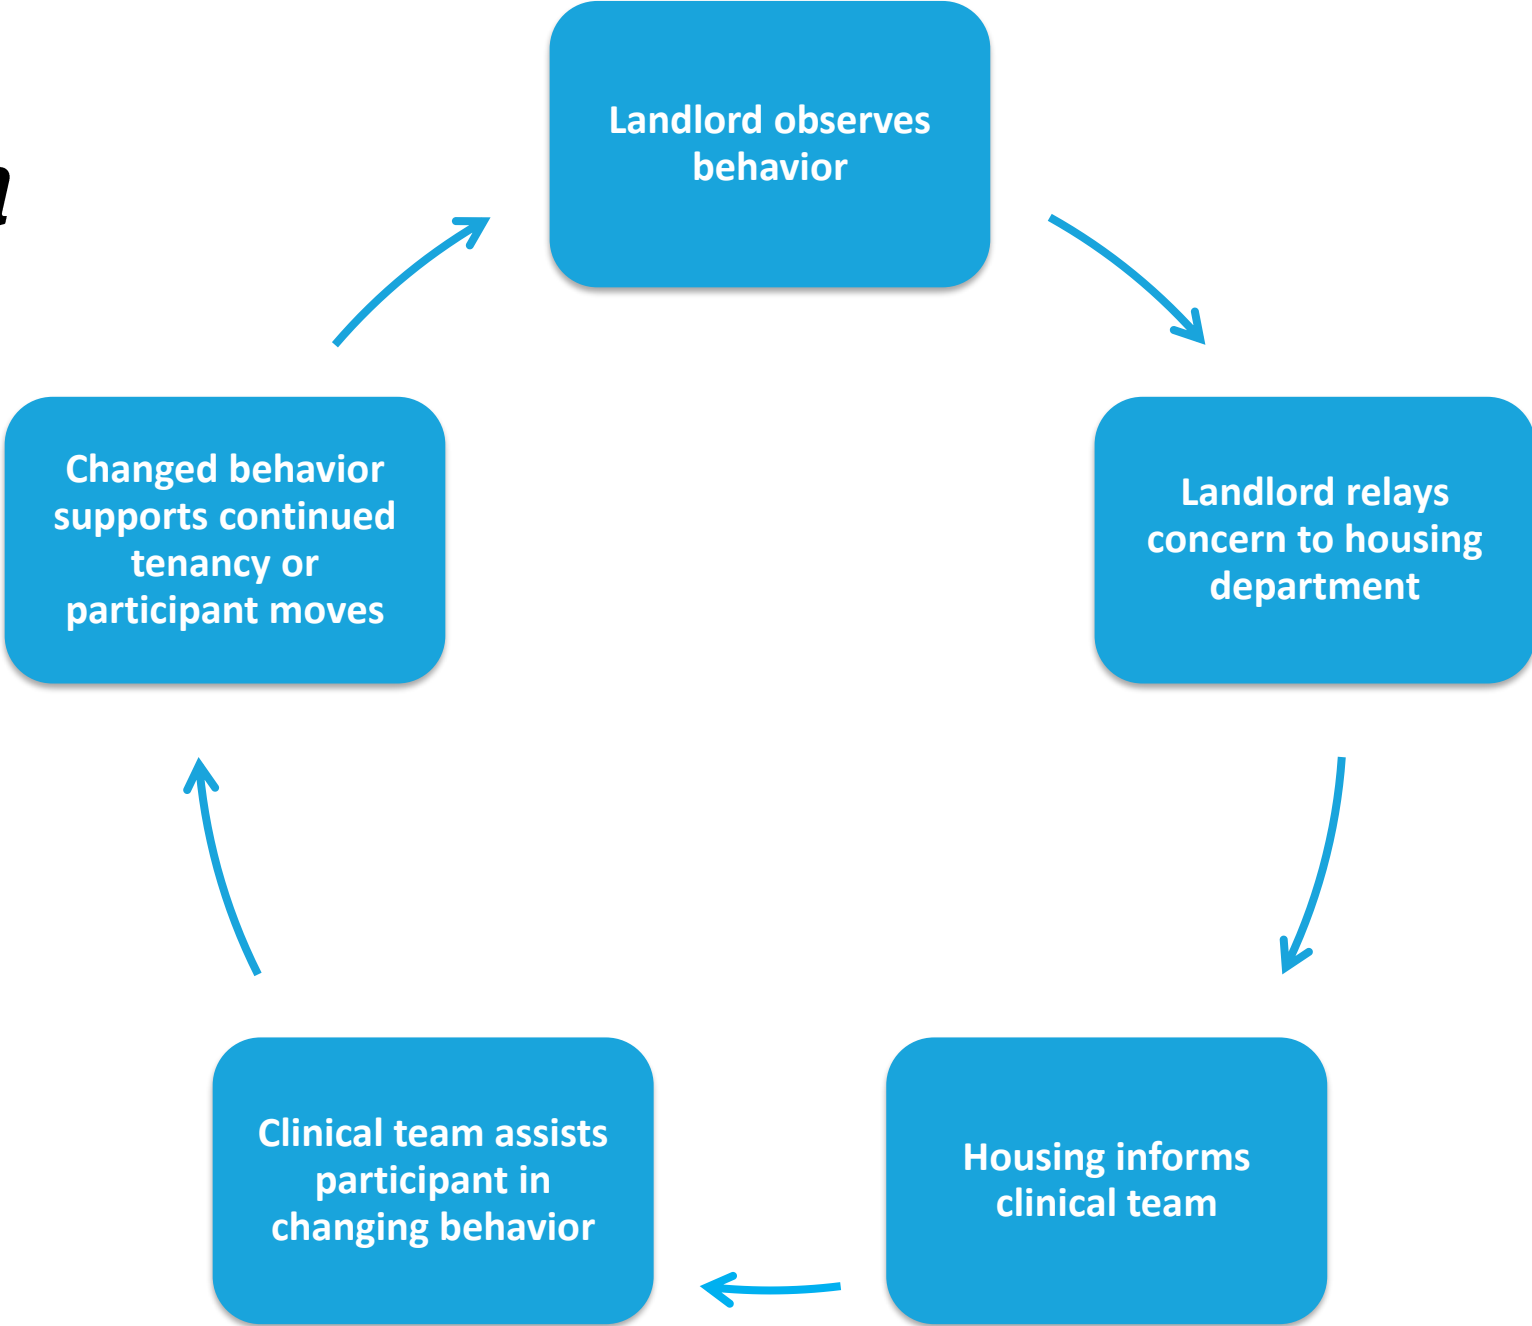 Landlord observes
behavior
Landlord relays
concern to housing
department
Housing informs
clinical team
Clinical team assists
participant in
changing behavior
Changed behavior
supports continued
tenancy or
participant moves